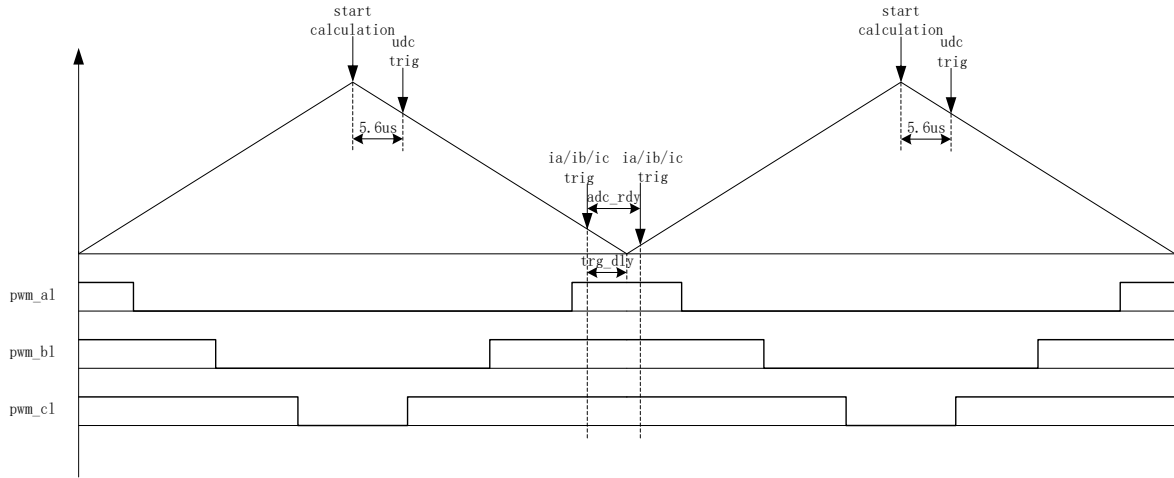 start
calculation
udc
trig
5.6us
ia/ib/ic
trig
ia/ib/ic
trig
adc_rdy
trg_dly
start
calculation
udc
trig
5.6us
pwm_al
pwm_bl
pwm_cl